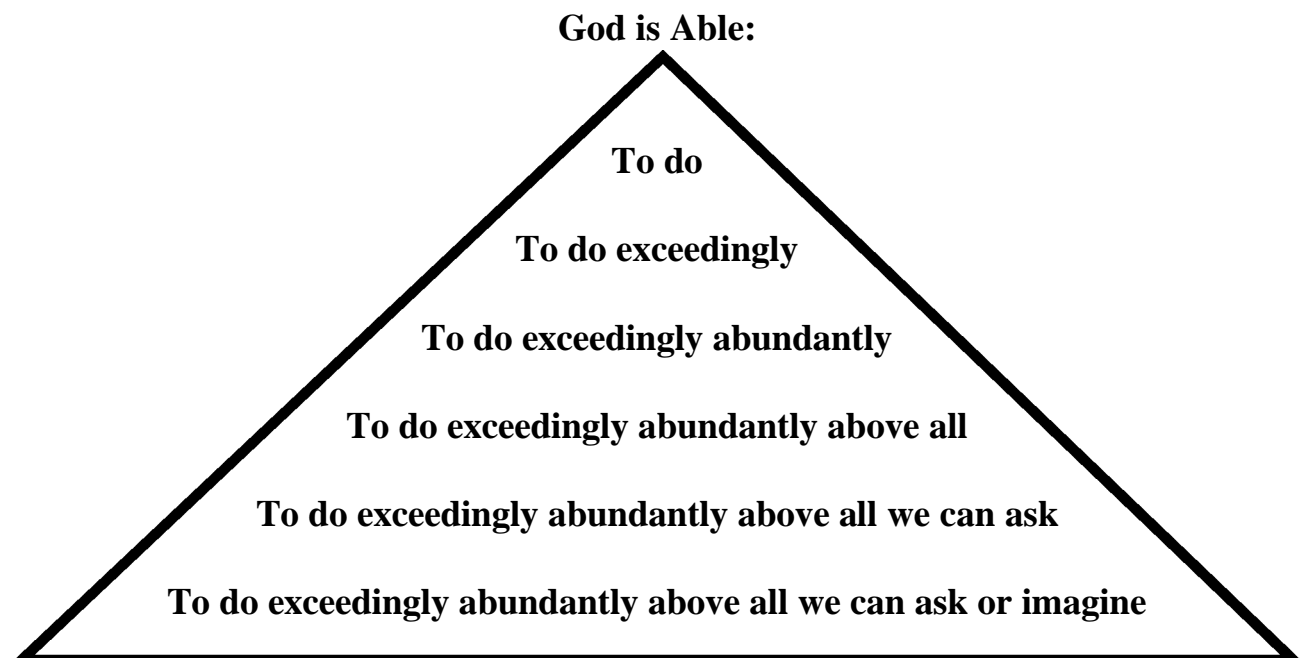 God is Able:
To do
To do exceedingly
To do exceedingly abundantly
To do exceedingly abundantly above all
To do exceedingly abundantly above all we can ask
To do exceedingly abundantly above all we can ask or imagine